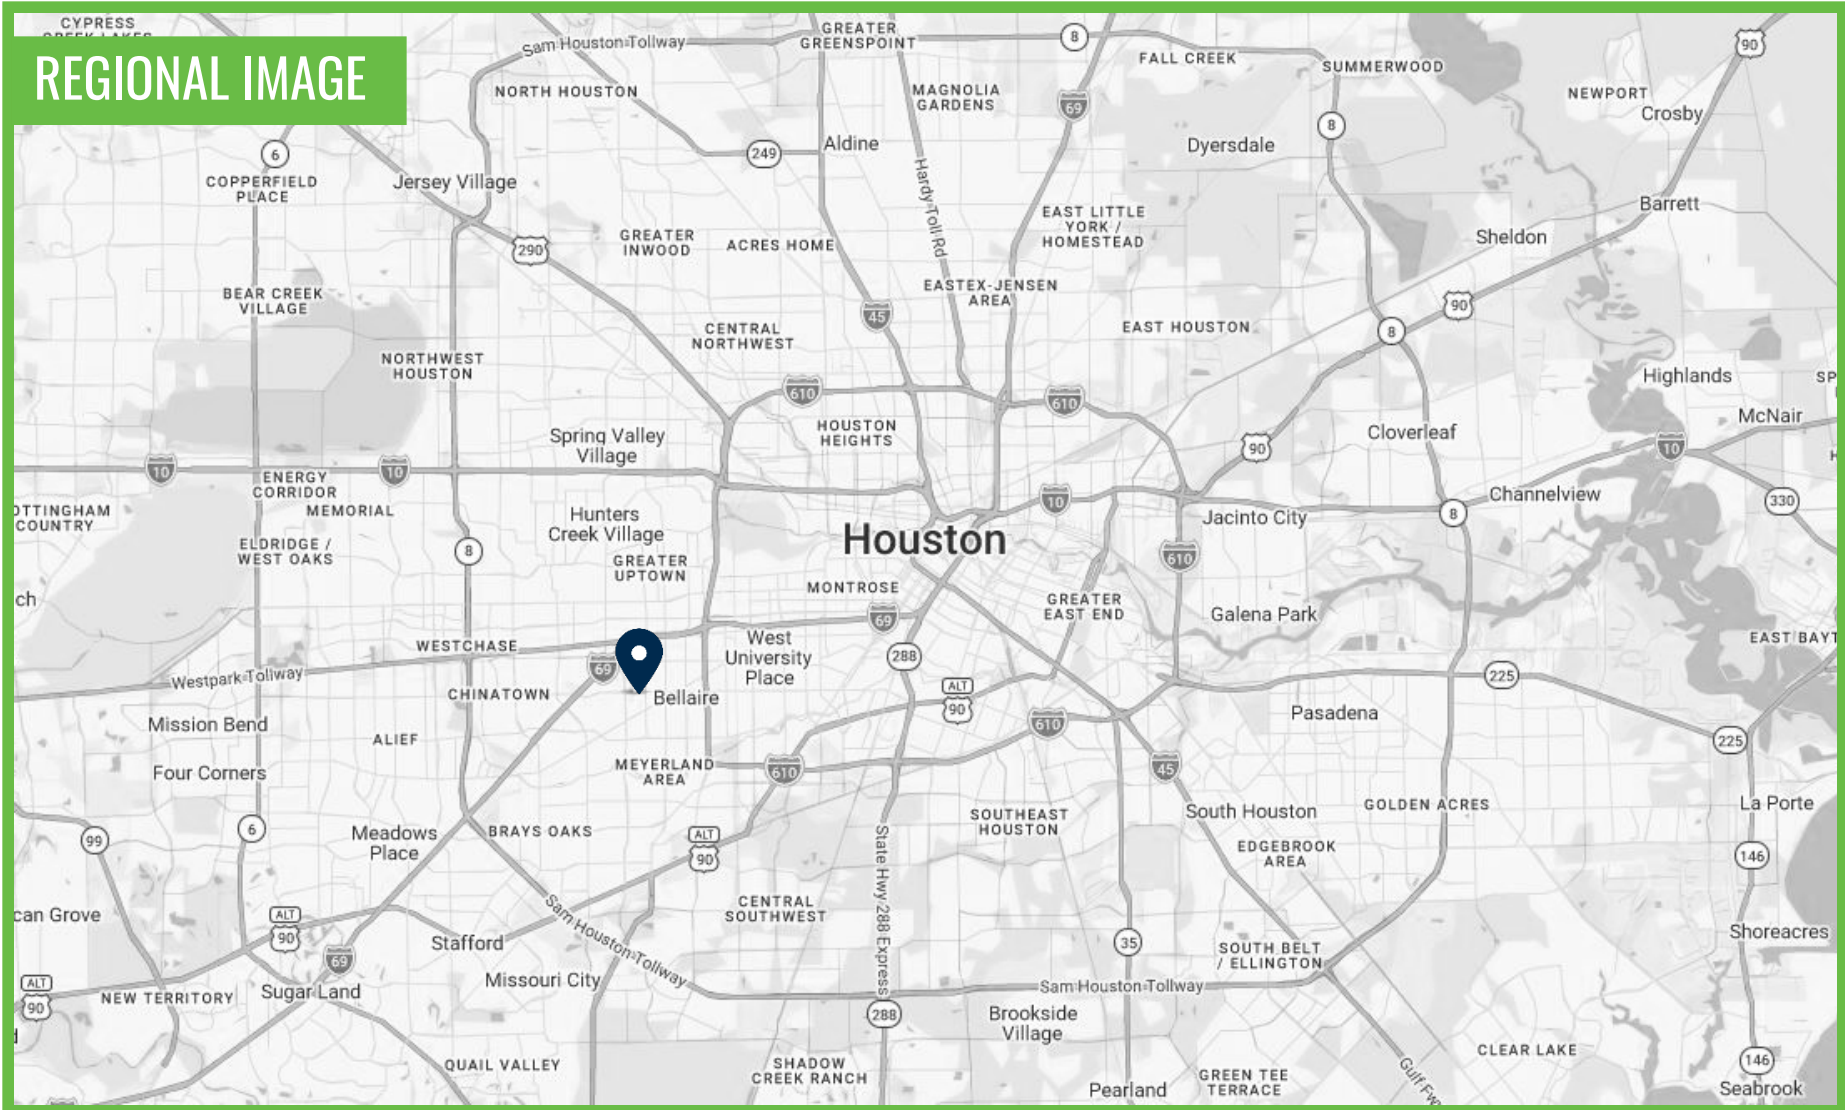 CYPRESS
CREEK LAKES
REGIONAL IMAGE
Sam Houston Tollway
GREATER
GREENSPOINT
8
FALL CREEK
SUMMERWOOD
90
NORTH HOUSTON
MAGNOLIA
GARDENS
69
NEWPORT
Crosby
6
249
Aldine
Hardy Toll Rd
Dyersdale
8
COPPERFIELD
PLACE
Jersey Village
Barrett
290
GREATER
INWOOD
ACRES HOME
EAST LITTLE
YORK /
HOMESTEAD
Sheldon
BEAR CREEK
VILLAGE
EASTEX-JENSEN
AREA
45
90
CENTRAL
NORTHWEST
EAST HOUSTON
8
NORTHWEST
HOUSTON
610
610
Highlands
SP
McNair
HOUSTON
HEIGHTS
Spring Valley
Village
90
Cloverleaf
10
10
10
ENERGY
CORRIDOR
MEMORIAL
OTTINGHAM
COUNTRY
10
Channelview
330
Hunters
Creek Village
Houston
Jacinto City
8
ELDRIDGE /
WEST OAKS
8
GREATER
UPTOWN
610
MONTROSE
ch
GREATER
EAST END
Galena Park
69
WESTCHASE
West
University
Place
288
EAST BAYT
Westpark Tollway
69
CHINATOWN
Bellaire
ALT
90
225
Mission Bend
ALIEF
610
Pasadena
225
Four Corners
MEYERLAND
AREA
610
45
99
6
Meadows
Place
BRAYS OAKS
ALT
90
State Hwy 288 Express
SOUTHEAST
HOUSTON
South Houston
GOLDEN ACRES
La Porte
EDGEBROOK
AREA
146
can Grove
ALT
90
Sam Houston Tollway
CENTRAL
SOUTHWEST
Stafford
35
SOUTH BELT
/ ELLINGTON
Shoreacres
69
ALT
90
NEW TERRITORY
Sugar Land
Missouri City
Sam Houston Tollway
288
Brookside
Village
QUAIL VALLEY
SHADOW
CREEK RANCH
Pearland
GREEN TEE
TERRACE
Gulf Fw
CLEAR LAKE
146
Seabrook